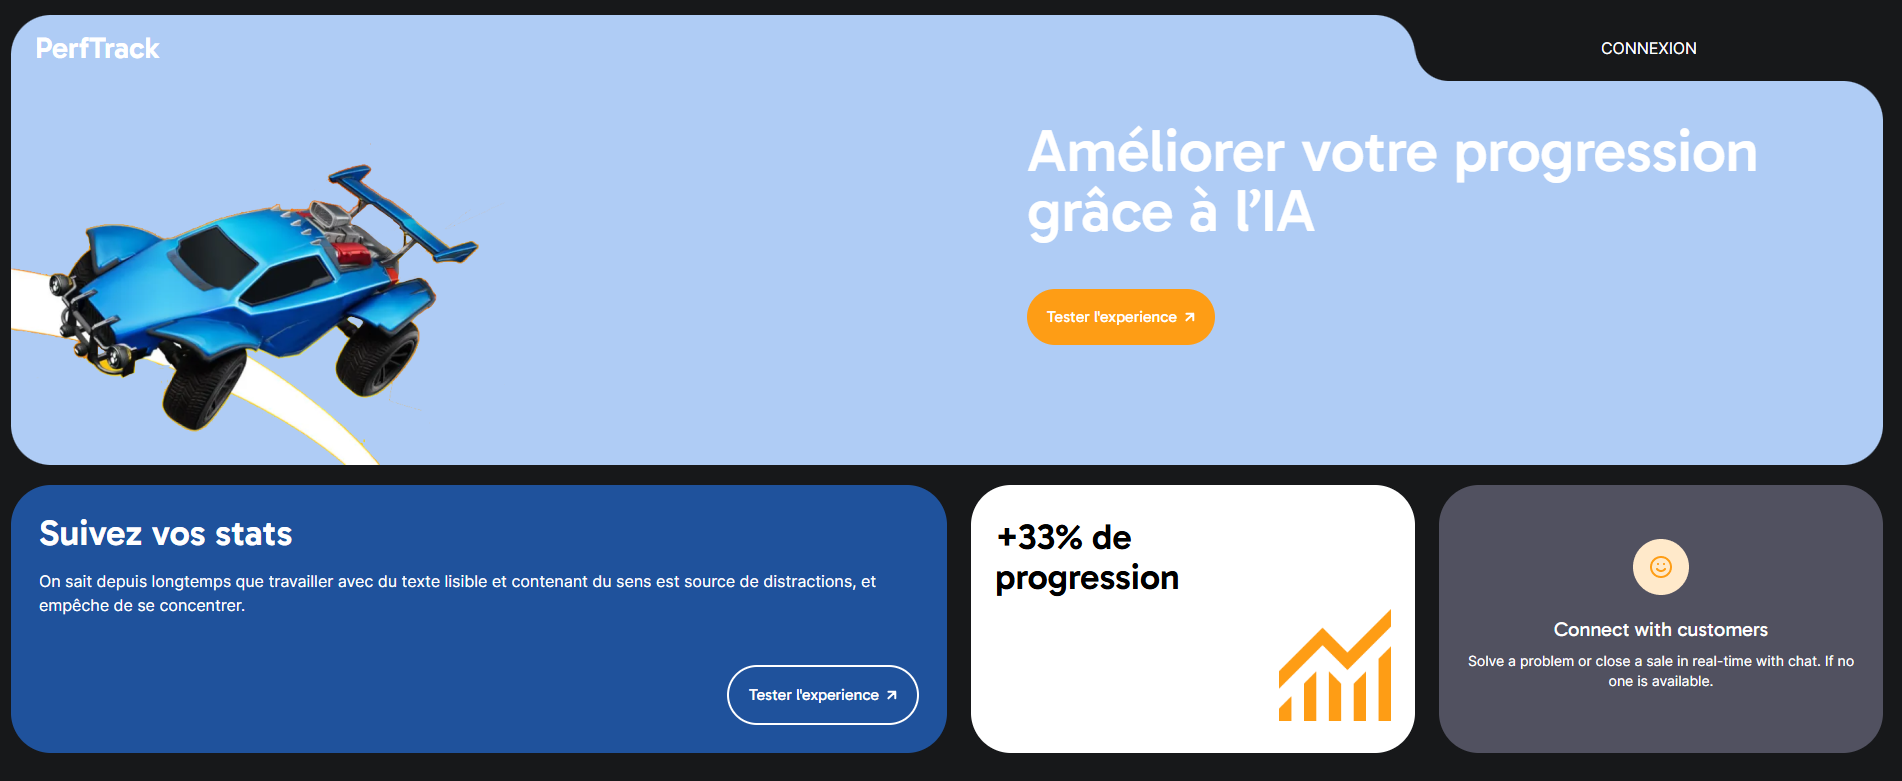 PerfTrack
CONNEXION
Améliorer votre progression
grâce à l’IA
Tester l'experience
Suivez vos stats
On sait depuis longtemps que travailler avec du texte lisible et contenant du sens est source de distractions, et
empêche de se concentrer.
Tester l'experience
+33% de
progression
Connect with customers
Solve a problem or close a sale in real-time with chat. If no
one is available.